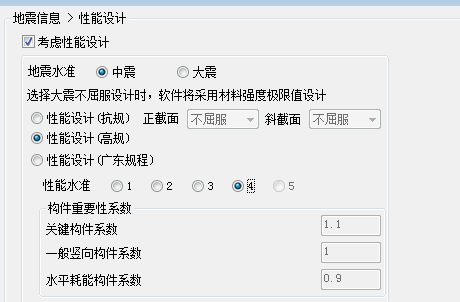 地震信息 > 性能设计
考虑性能设计
地震水准 中震 大震
选择大震不屈服设计时，软件将采用材料强度极限值设计
性能设计(抗规) 正截面 不屈服 斜截面 不屈服
性能设计(高规)
性能设计(广东规程)
性能水准 1 2 3 4 5
构件重要性系数
关键构件系数 1.1
一般竖向构件系数 1
水平耗能构件系数 0.9